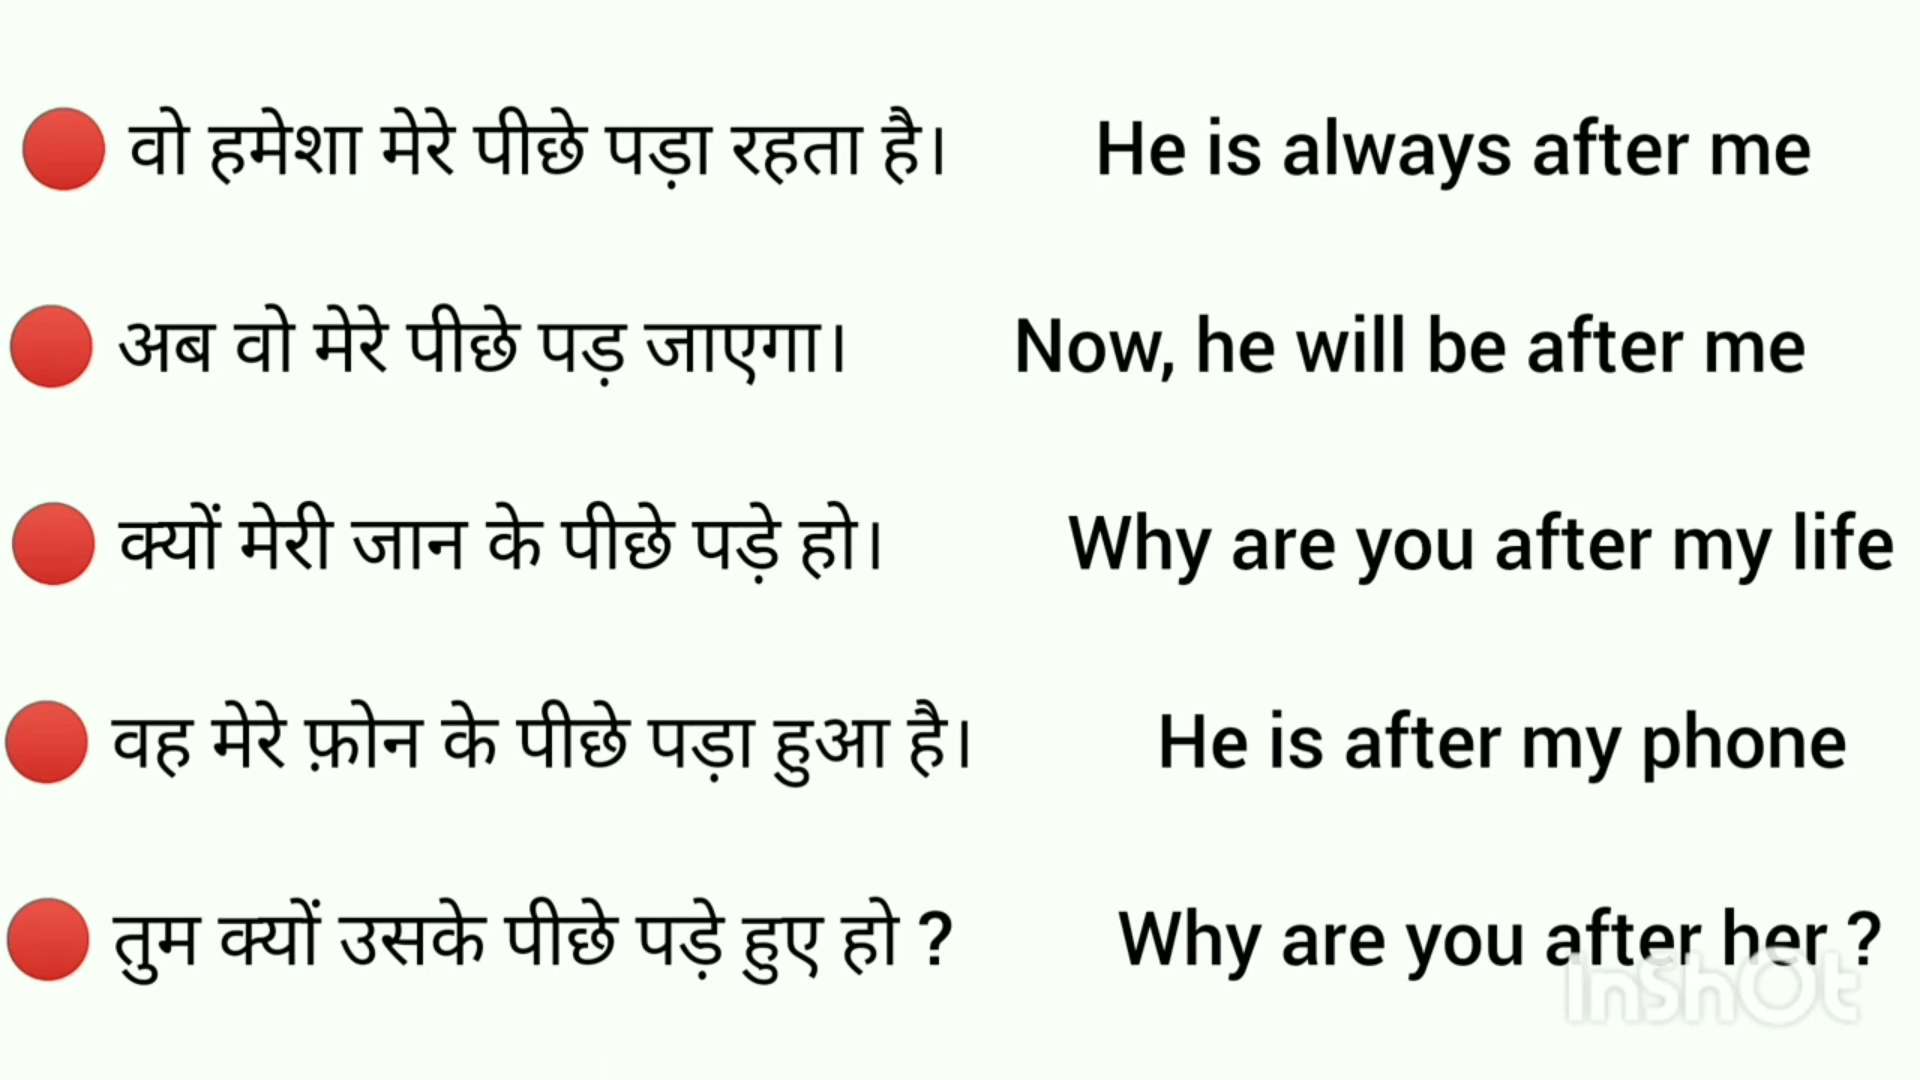 वो हमेशा मेरे पीछे पड़ा रहता है। He is always after me
अब वो मेरे पीछे पड़ जाएगा। Now, he will be after me
क्यों मेरी जान के पीछे पड़े हो। Why are you after my life
वह मेरे फ़ोन के पीछे पड़ा हुआ है। He is after my phone
तुम क्यों उसके पीछे पड़े हुए हो ? Why are you after her ?
InShOt